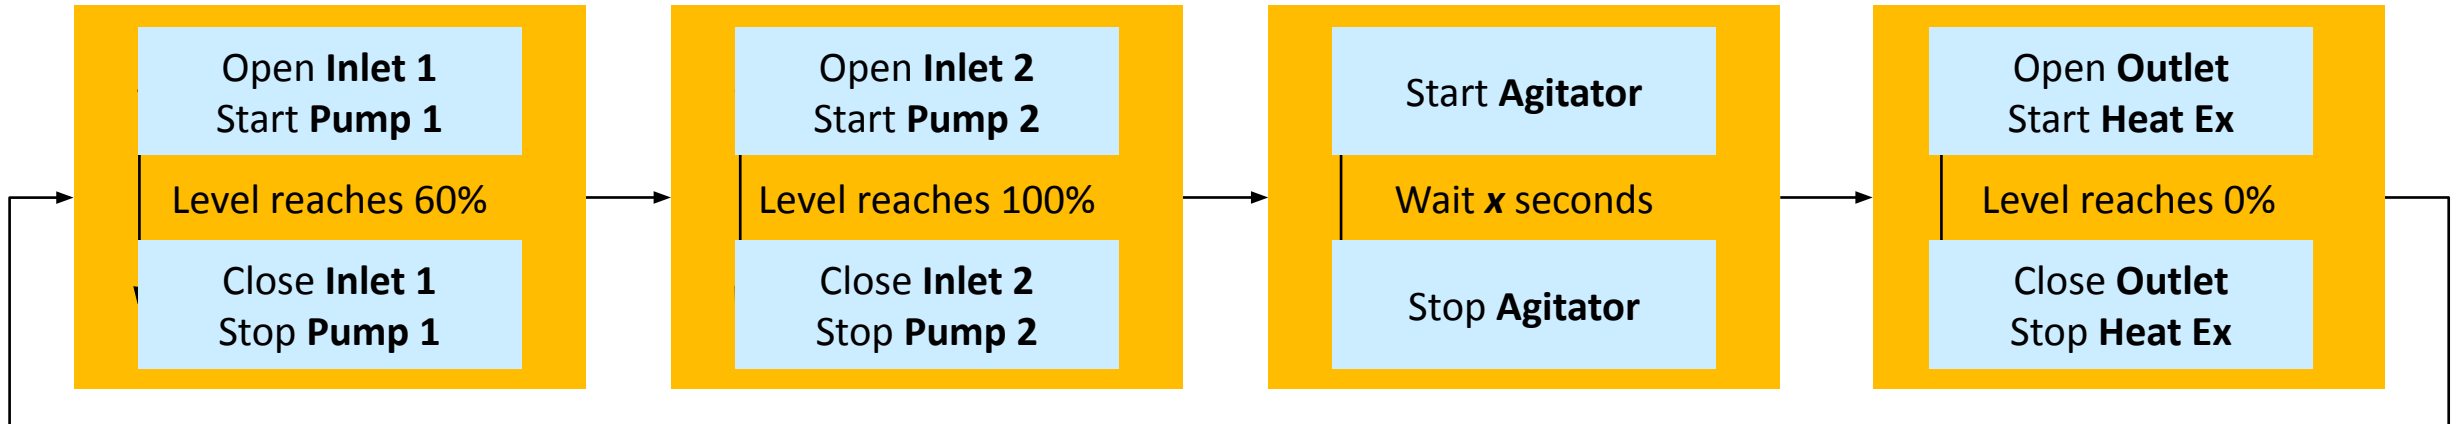 Open Inlet 1
Start Pump 1
Level reaches 60%
Close Inlet 1
Stop Pump 1
Open Inlet 2
Start Pump 2
Level reaches 100%
Close Inlet 2
Stop Pump 2
Start Agitator
Wait x seconds
Stop Agitator
Open Outlet
Start Heat Ex
Level reaches 0%
Close Outlet
Stop Heat Ex